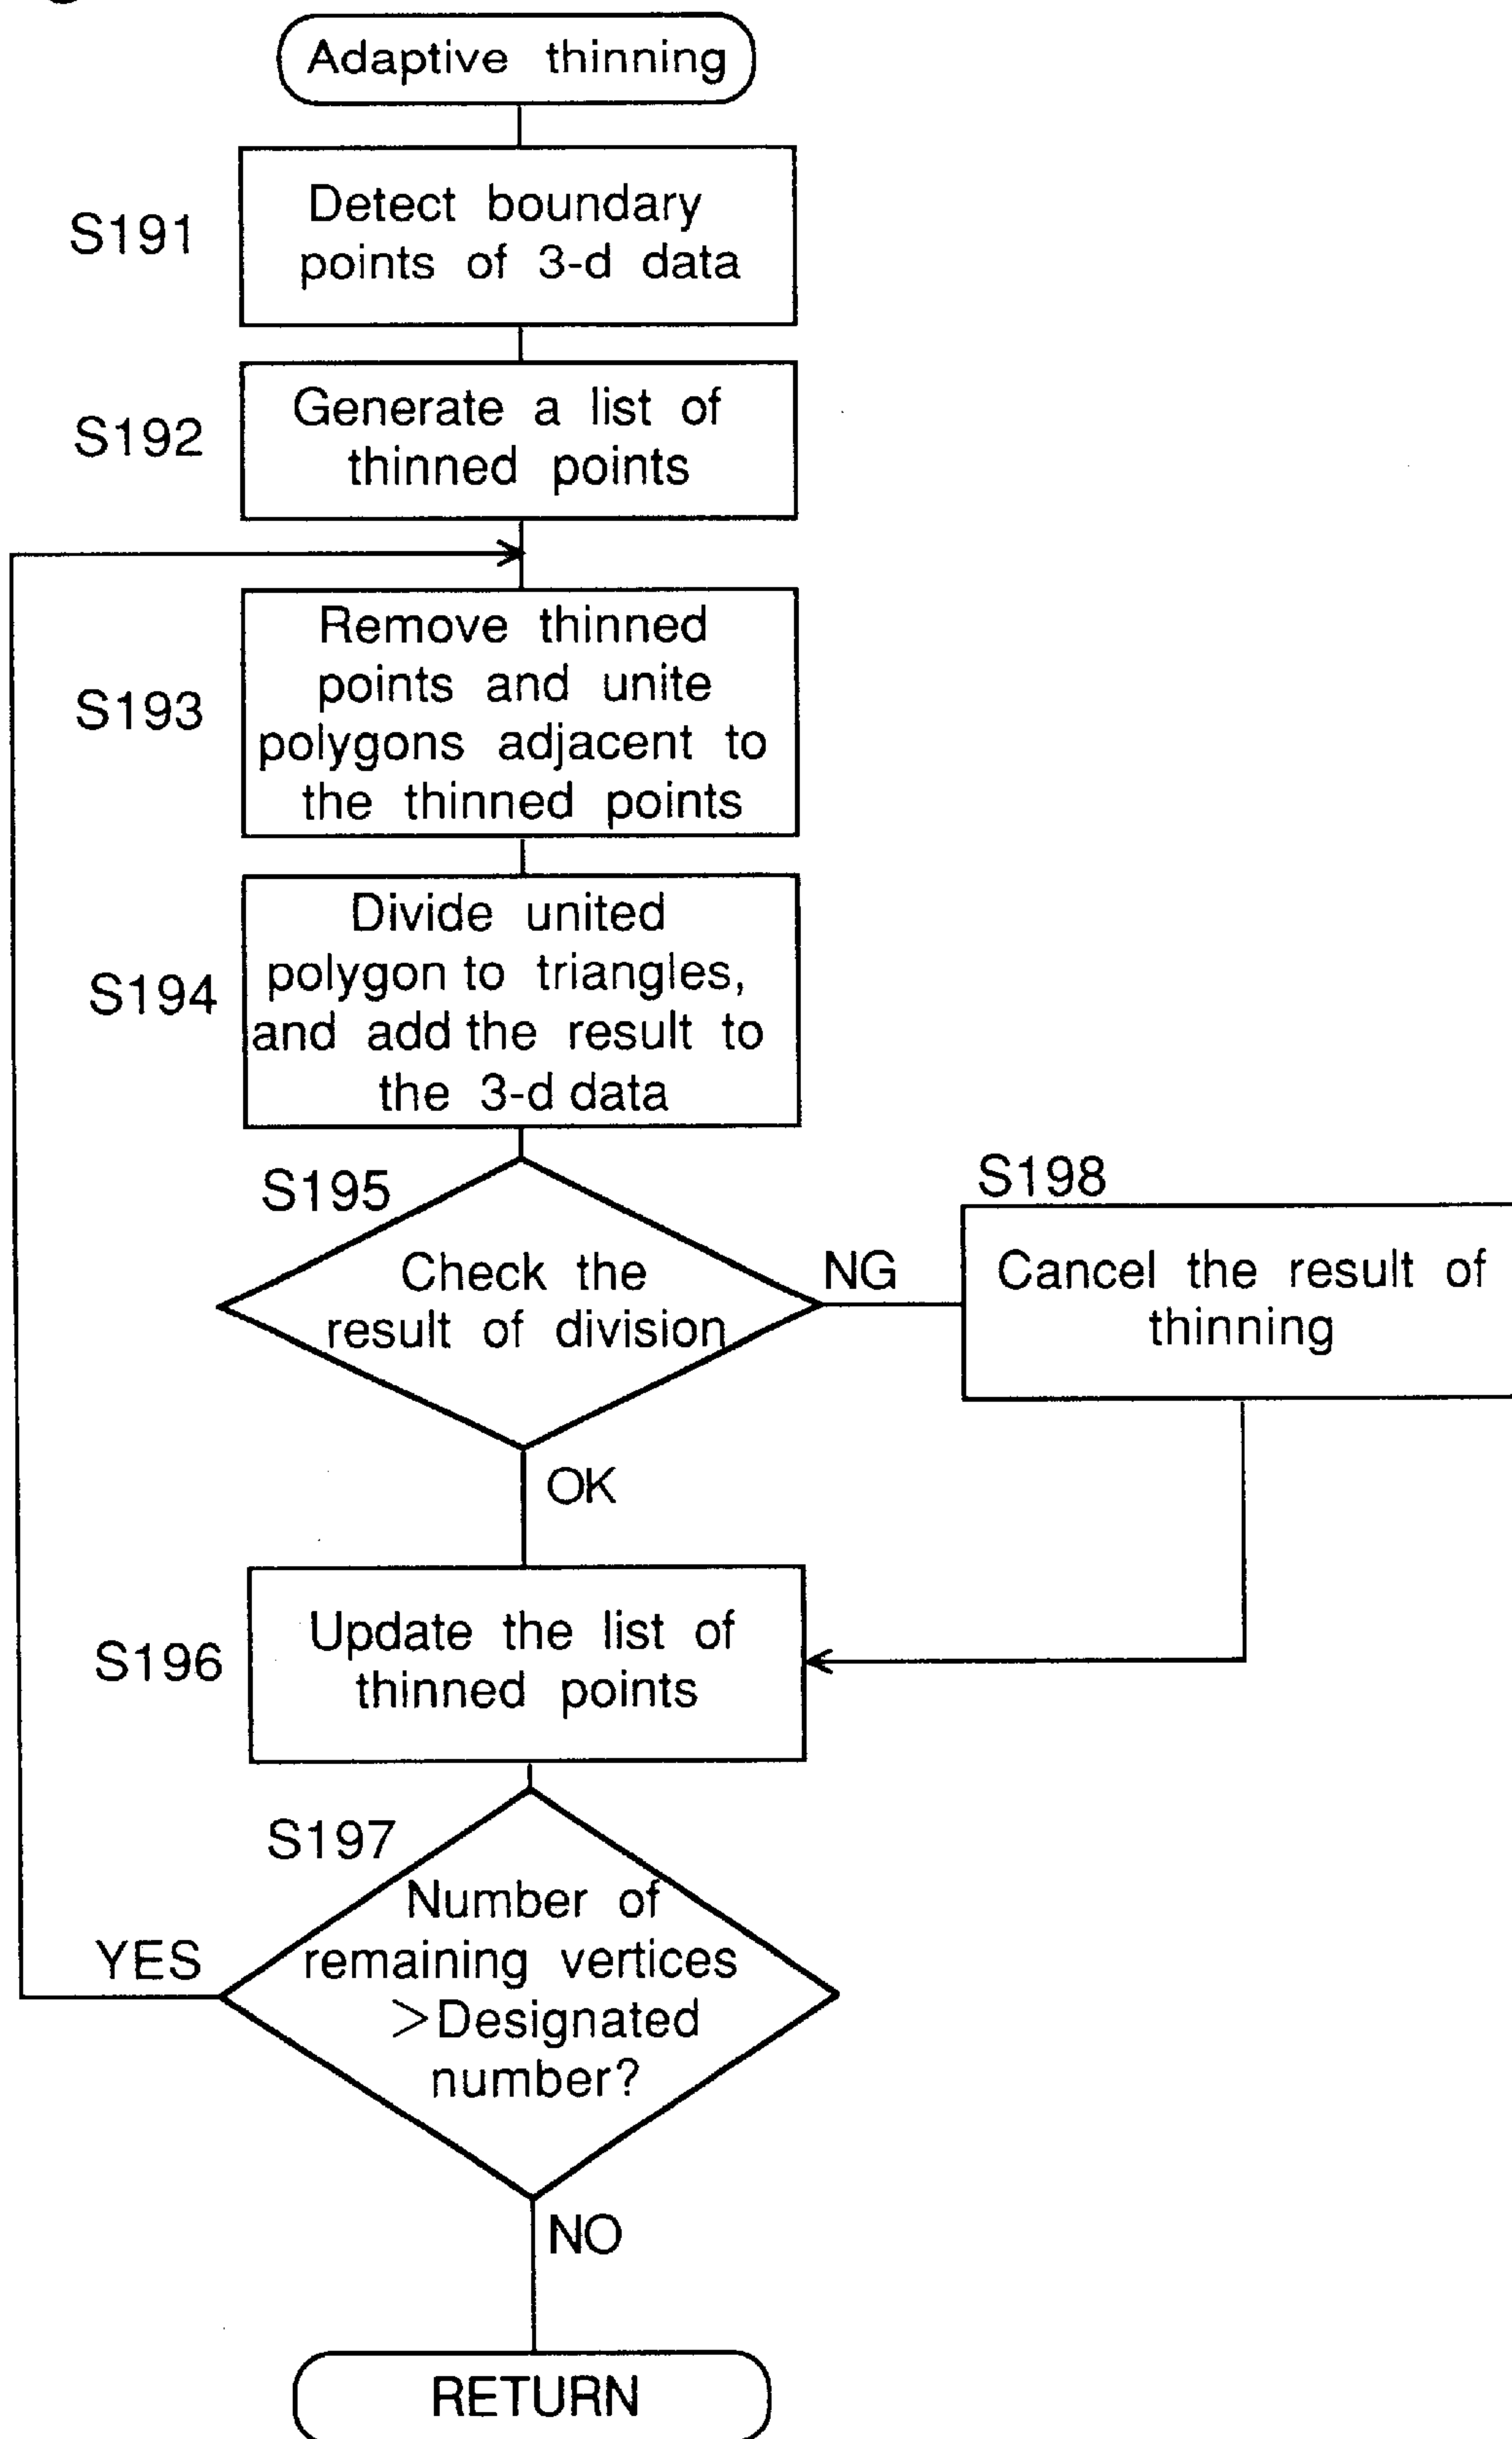 Adaptive thinning
S191
Detect boundary
points of 3-d data
S192
Generate a list of
thinned points
S193
Remove thinned
points and unite
polygons adjacent to
the thinned points
S194
Divide united
polygon to triangles,
and add the result to
the 3-d data
S195
Check the
result of division
NG
S198
Cancel the result of
thinning
OK
S196
Update the list of
thinned points
S197
Number of
remaining vertices
>Designated
number?
YES
NO
RETURN